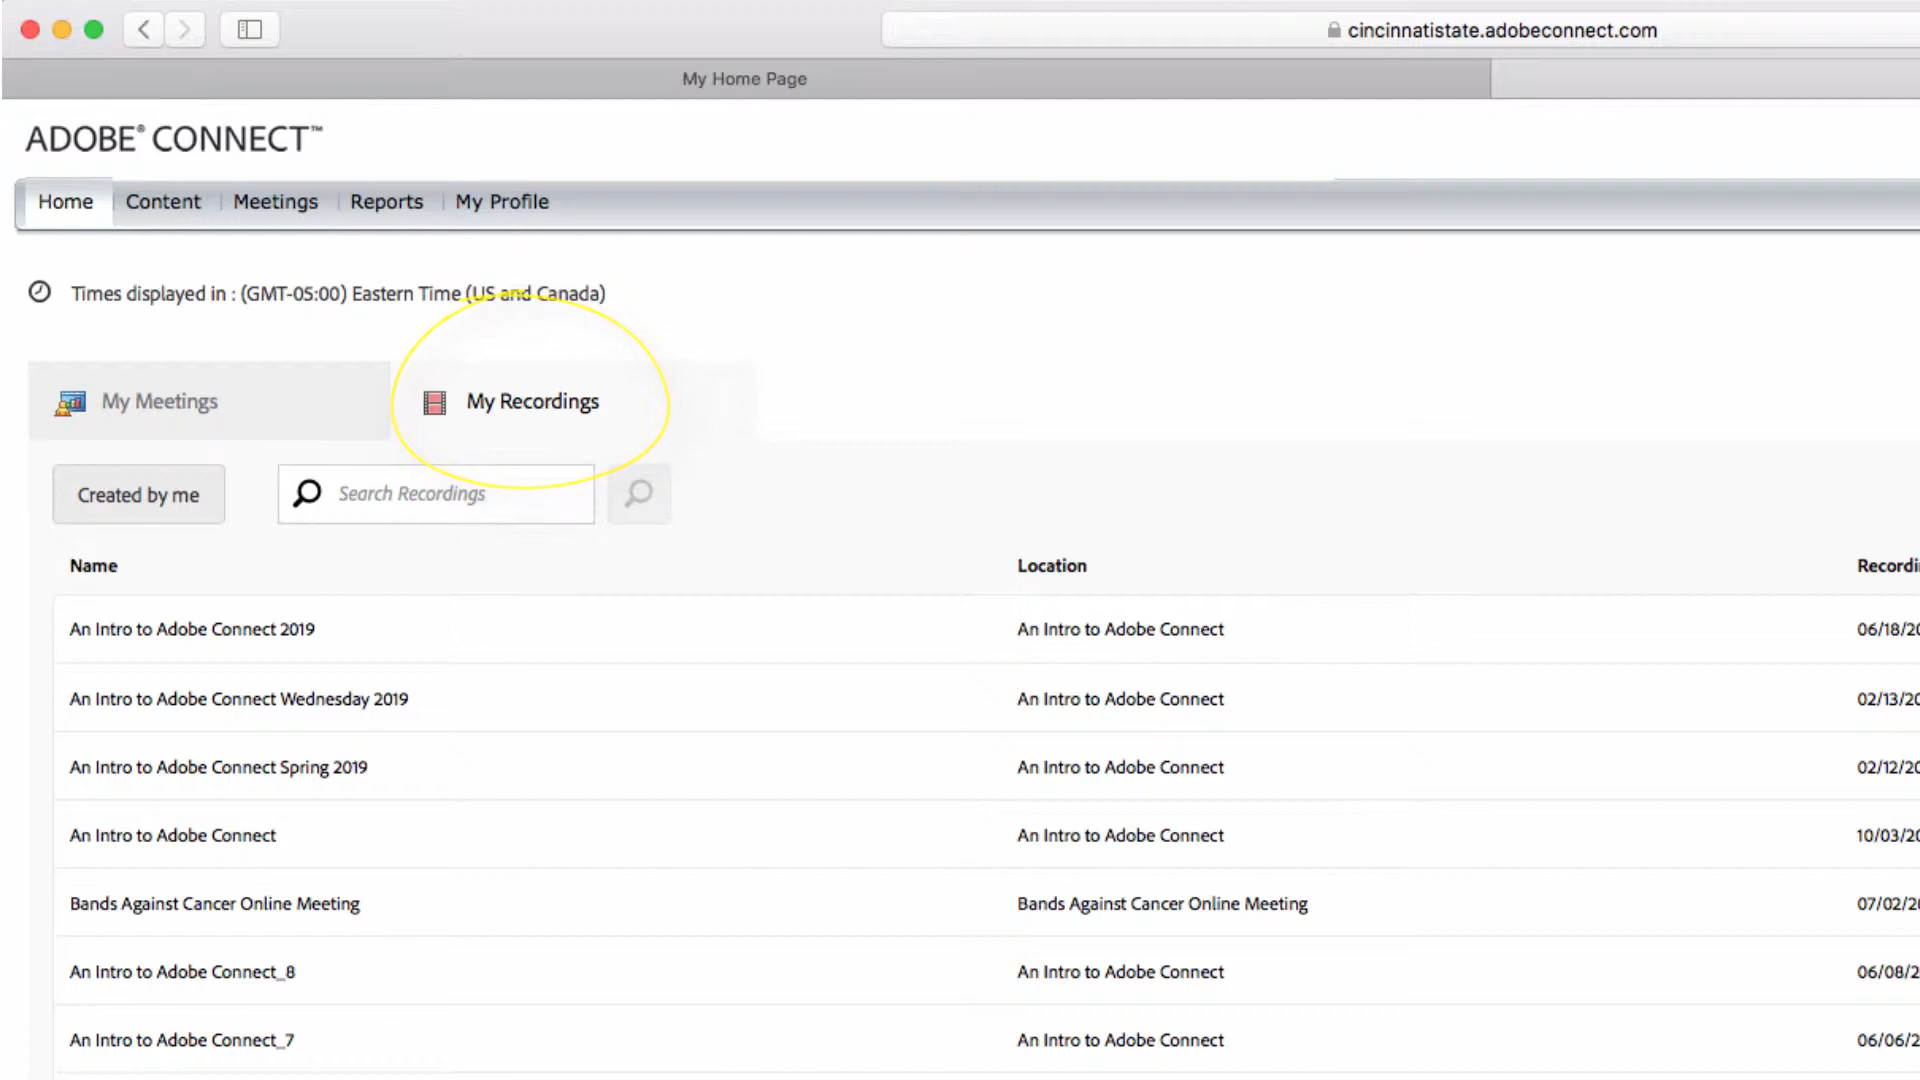 cincinnatistate.adobeconnect.com
My Home Page
ADOBE® CONNECT™
Home Content Meetings Reports My Profile
Times displayed in : (GMT-05:00) Eastern Time (US and Canada)
My Meetings My Recordings
Created by me Search Recordings
Name Location
An Intro to Adobe Connect 2019 An Intro to Adobe Connect 06/18/20
An Intro to Adobe Connect Wednesday 2019 An Intro to Adobe Connect 02/13/20
An Intro to Adobe Connect Spring 2019 An Intro to Adobe Connect 02/12/20
An Intro to Adobe Connect An Intro to Adobe Connect 10/03/20
Bands Against Cancer Online Meeting Bands Against Cancer Online Meeting 07/02/20
An Intro to Adobe Connect_8 An Intro to Adobe Connect 06/08/2
An Intro to Adobe Connect_7 An Intro to Adobe Connect 06/06/2